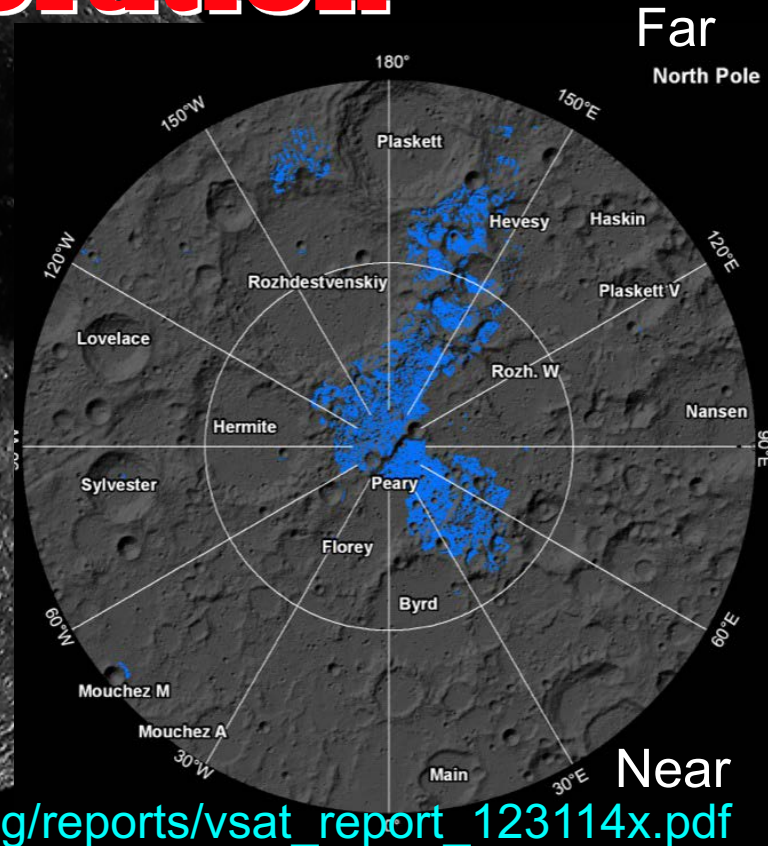 Far
180°
North Pole
150°W
150°E
Plaskett
Hevesy
Haskin
120°W
120°E
Rozhdestvenskiy
Plaskett V
Lovelace
Rozh. W
Nansen
Hermite
90°E
Peary
Sylvester
Florey
Byrd
60°W
60°E
Mouchez M
Mouchez A
30°W
Main
30°E
Near
0°
g/reports/vsat_report_123114x.pdf